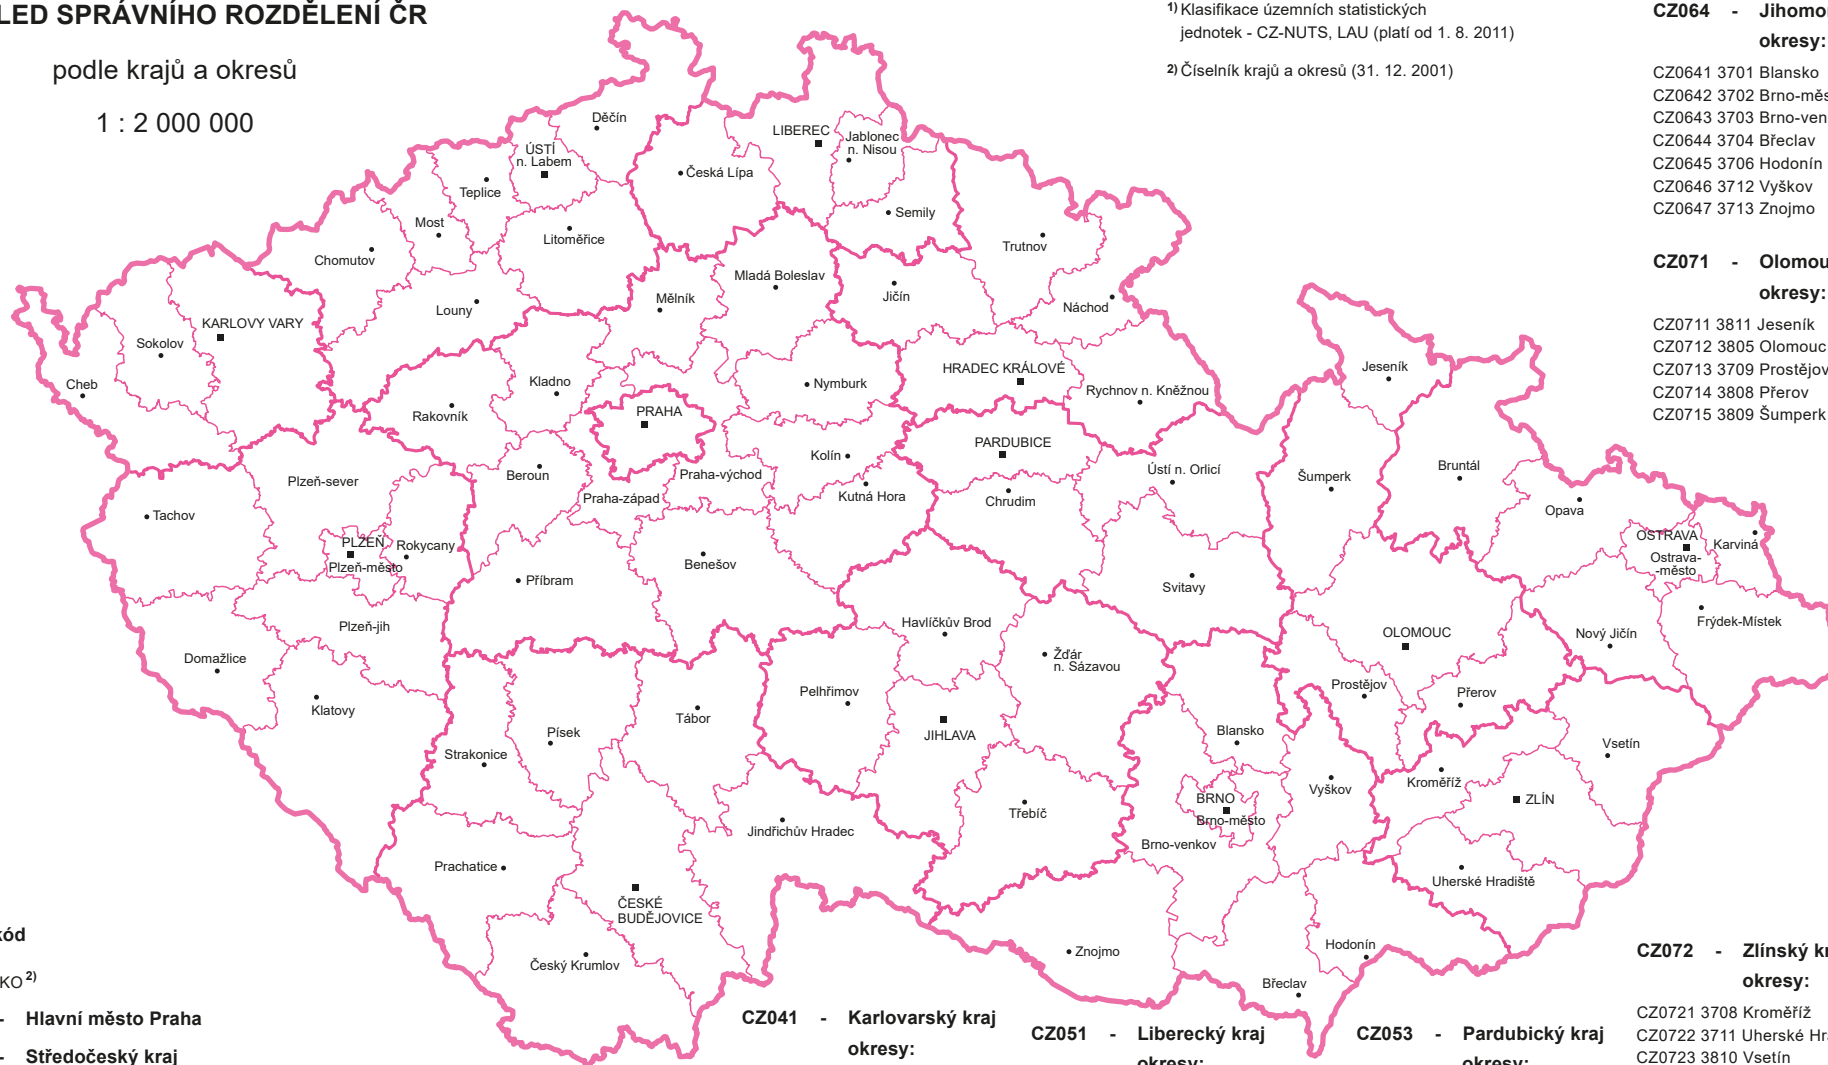 LED SPRÁVNÍHO ROZDĚLENÍ ČR
podle krajů a okresů
1 : 2 000 000
1) Klasifikace územních statistických
jednotek - CZ-NUTS, LAU (platí od 1. 8. 2011)
2) Číselník krajů a okresů (31. 12. 2001)
CZ064 - Jihomo
okresy:
CZ0641 3701 Blansko
CZ0642 3702 Brno-měs
CZ0643 3703 Brno-ven
CZ0644 3704 Břeclav
CZ0645 3706 Hodonín
CZ0646 3712 Vyškov
CZ0647 3713 Znojmo
CZ071 - Olomou
okresy:
CZ0711 3811 Jeseník
CZ0712 3805 Olomouc
CZ0713 3709 Prostějov
CZ0714 3808 Přerov
CZ0715 3809 Šumperk
Děčín
LIBEREC
Jablonec
n. Nisou
ÚSTÍ
n. Labem
Česká Lípa
Teplice
Semily
Most
Litoměřice
Trutnov
Chomutov
Mladá Boleslav
Mělník
Jičín
Náchod
Louny
KARLOVY VARY
Sokolov
Cheb
Kladno
Nymburk
HRADEC KRÁLOVÉ
Rychnov n. Kněžnou
Jeseník
Rakovník
PRAHA
PARDUBICE
Kolín
Beroun
Praha-východ
Praha-západ
Kutná Hora
Chrudim
Ústí n. Orlicí
Šumperk
Bruntál
Plzeň-sever
Tachov
Opava
PLZEŇ
Plzeň-město
Rokycany
OSTRAVA
Ostrava-
-město
Karviná
Příbram
Benešov
Svitavy
Plzeň-jih
Havlíčkův Brod
OLOMOUC
Nový Jičín
Frýdek-Místek
Domažlice
Žďár
n. Sázavou
Prostějov
Přerov
Klatovy
Pelhřimov
Tábor
Písek
JIHLAVA
Blansko
Vsetín
Strakonice
Kroměříž
Vyškov
BRNO
Brno-město
ZLÍN
Třebíč
Jindřichův Hradec
Brno-venkov
Prachatice
Uherské Hradiště
ČESKÉ
BUDĚJOVICE
Český Krumlov
Znojmo
Hodonín
Břeclav
kód
KO 2)
- Hlavní město Praha
- Středočeský kraj
CZ041 - Karlovarský kraj
okresy:
CZ051 - Liberecký kraj
okresy:
CZ053 - Pardubický kraj
okresy:
CZ072 - Zlínský kr
okresy:
CZ0721 3708 Kroměříž
CZ0722 3711 Uherské Hra
CZ0723 3810 Vsetín